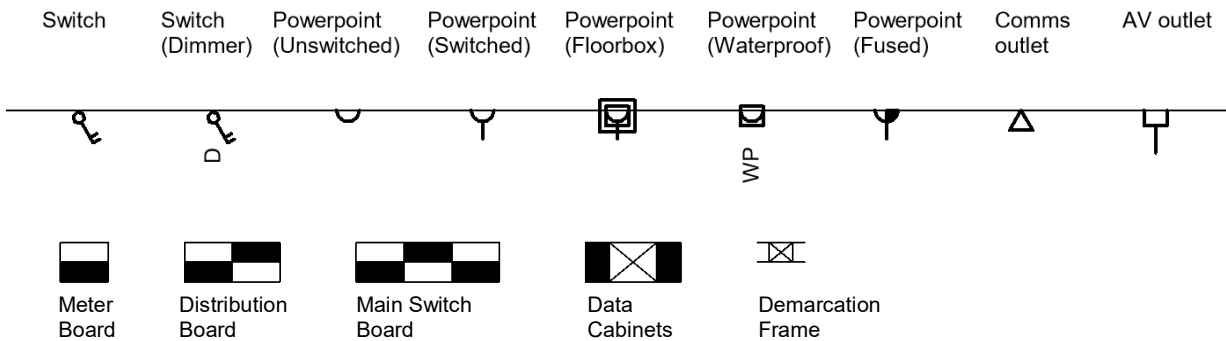 Switch
Switch
(Dimmer)
Powerpoint
(Unswitched)
Powerpoint
(Switched)
Powerpoint
(Floorbox)
Powerpoint
(Waterproof)
Powerpoint
(Fused)
Comms
outlet
AV outlet
D
WP
Meter
Board
Distribution
Board
Main Switch
Board
Data
Cabinets
Demarcation
Frame